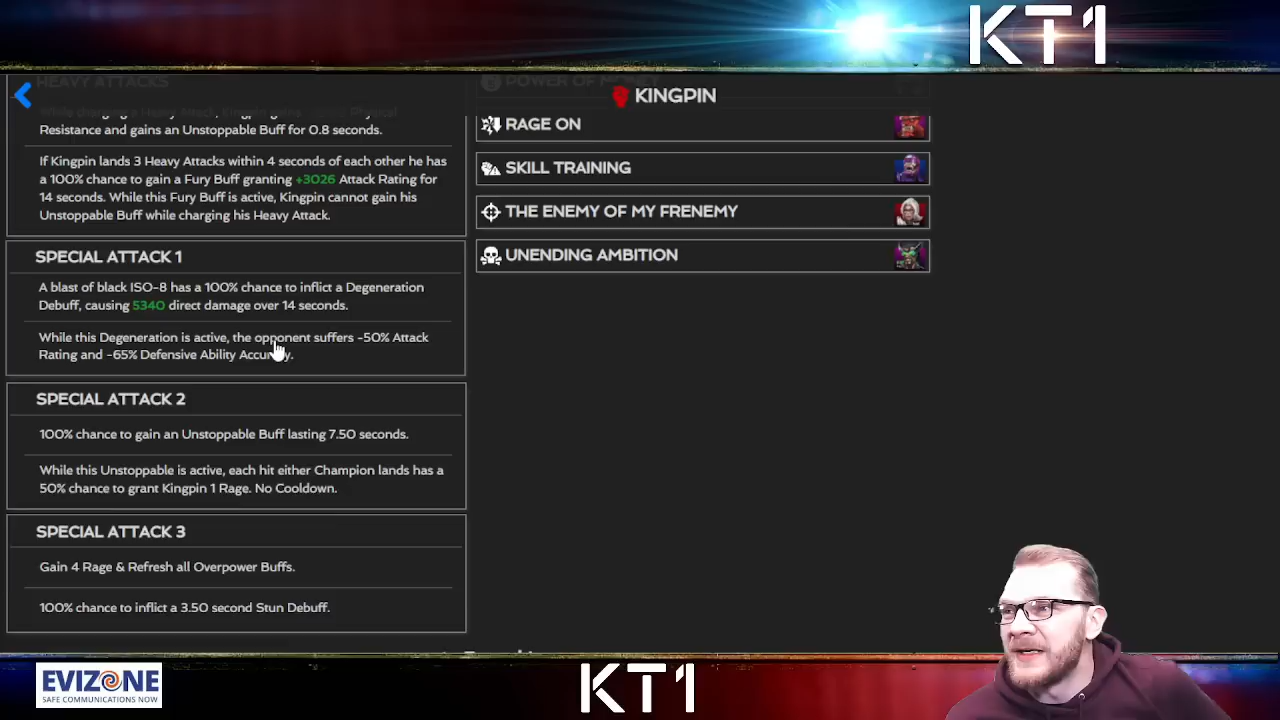 KT1
HEAVY ATTACKS
POWER OF
KINGPIN
Resistance and gains an Unstoppable Buff for 0.8 seconds.
If Kingpin lands 3 Heavy Attacks within 4 seconds of each other he has
a 100% chance to gain a Fury Buff granting +3026 Attack Rating for
14 seconds. While this Fury Buff is active, Kingpin cannot gain his
Unstoppable Buff while charging his Heavy Attack.
SPECIAL ATTACK 1
A blast of black ISO-8 has a 100% chance to inflict a Degeneration
Debuff, causing 5340 direct damage over 14 seconds.
While this Degeneration is active, the opponent suffers -50% Attack
Rating and -65% Defensive Ability Accuracy.
SPECIAL ATTACK 2
100% chance to gain an Unstoppable Buff lasting 7.50 seconds.
While this Unstoppable is active, each hit either Champion lands has a
50% chance to grant Kingpin 1 Rage. No Cooldown.
SPECIAL ATTACK 3
Gain 4 Rage & Refresh all Overpower Buffs.
100% chance to inflict a 3.50 second Stun Debuff.
RAGE ON
SKILL TRAINING
THE ENEMY OF MY FRENEMY
UNENDING AMBITION
EVIZONE
SAFE COMMUNICATIONS NOW
KT1